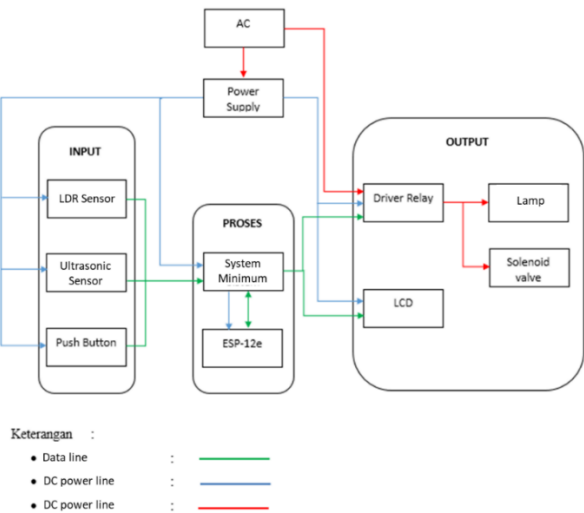 AC
Power
Supply
INPUT
LDR Sensor
Ultrasonic
Sensor
Push Button
PROSES
System
Minimum
ESP-12e
OUTPUT
Driver Relay
Lamp
Solenoid
valve
LCD
Keterangan :
• Data line :
• DC power line :
• DC power line :